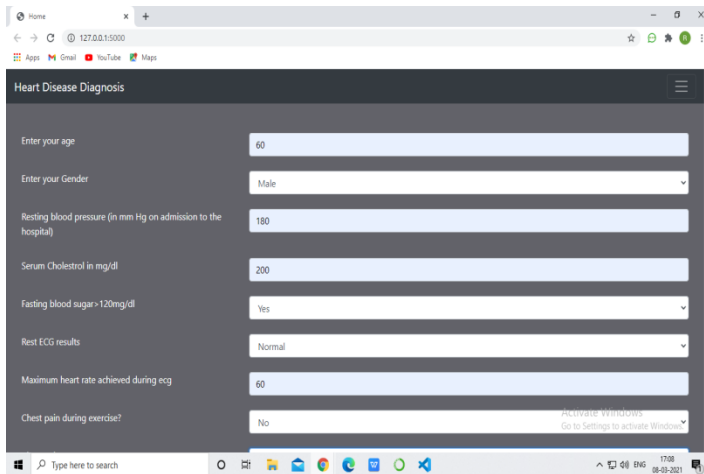 Home
127.0.0.1:5000
Apps Gmail YouTube Maps
Heart Disease Diagnosis
Enter your age
60
Enter your Gender
Male
Resting blood pressure (in mm Hg on admission to the
hospital)
180
Serum Cholestrol in mg/dl
200
Fasting blood sugar>120mg/dl
Yes
Rest ECG results
Normal
Maximum heart rate achieved during ecg
60
Chest pain during exercise?
No
Activate Windows
Go to Settings to activate Windows.
Type here to search
ENG
17:08
08-03-2021